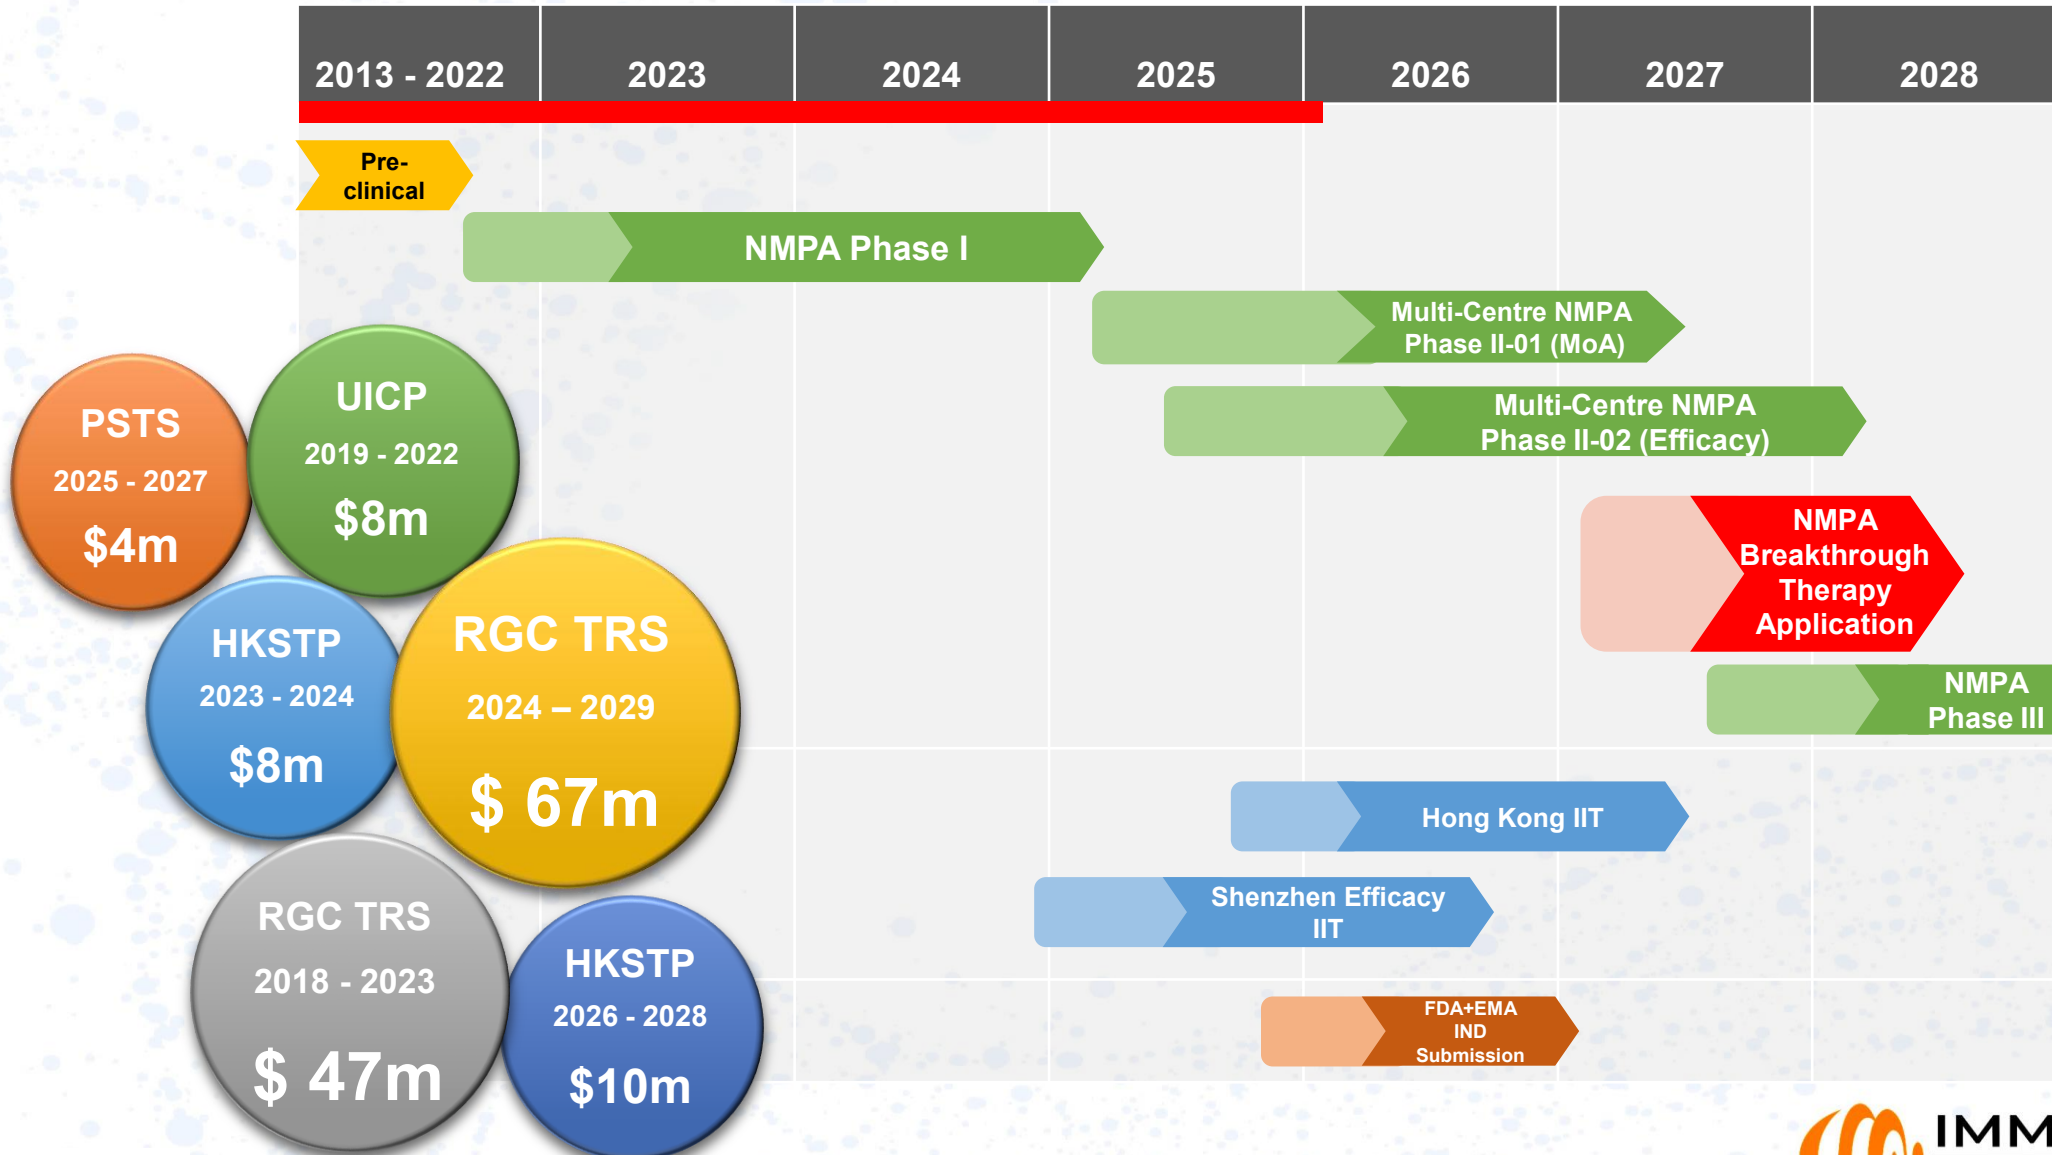 2013 - 2022 2023 2024 2025 2026 2027 2028
Pre-
clinical
NMPA Phase I
Multi-Centre NMPA
Phase II-01 (MoA)
Multi-Centre NMPA
Phase II-02 (Efficacy)
NMPA
Breakthrough
Therapy
Application
NMPA
Phase III
Hong Kong IIT
Shenzhen Efficacy
IIT
FDA+EMA
IND
Submission
PSTS
2025 - 2027
$4m
UICP
2019 - 2022
$8m
HKSTP
2023 - 2024
$8m
RGC TRS
2024 – 2029
$ 67m
RGC TRS
2018 - 2023
$ 47m
HKSTP
2026 - 2028
$10m
IMM